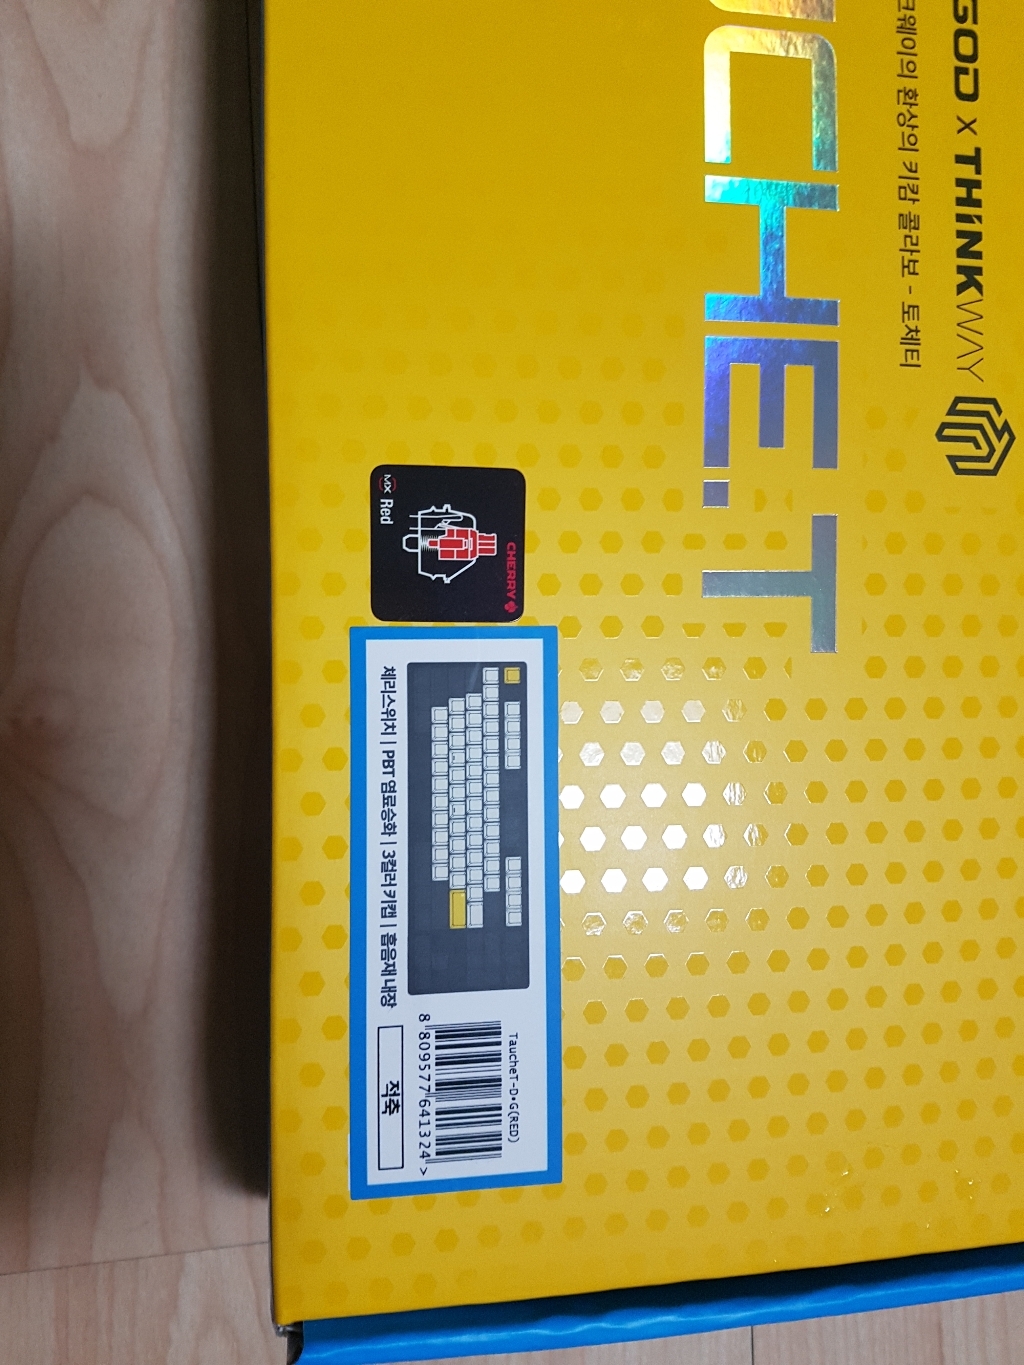 GOD X THINKWAY
크웨이의 환상의 키캄 콜라보 - 토체티
UCHE.T
CHERRY
MX Red
TaucheT-D•G(RED)
8 809577 641324 >
체리스위치 | PBT 염료승화 | 3컬러 키캡 | 흡음재 내장
적축